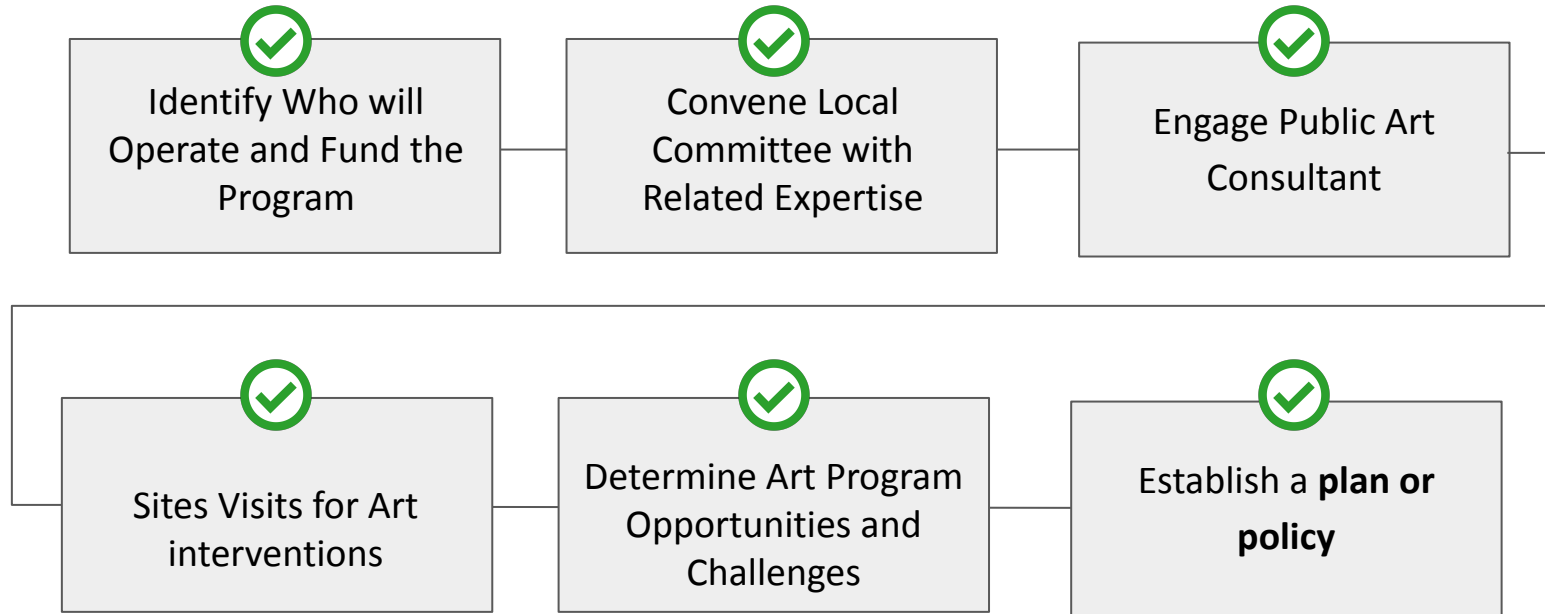 Identify Who will
Operate and Fund the
Program
Convene Local
Committee with
Related Expertise
Engage Public Art
Consultant
Sites Visits for Art
interventions
Determine Art Program
Opportunities and
Challenges
Establish a plan or
policy